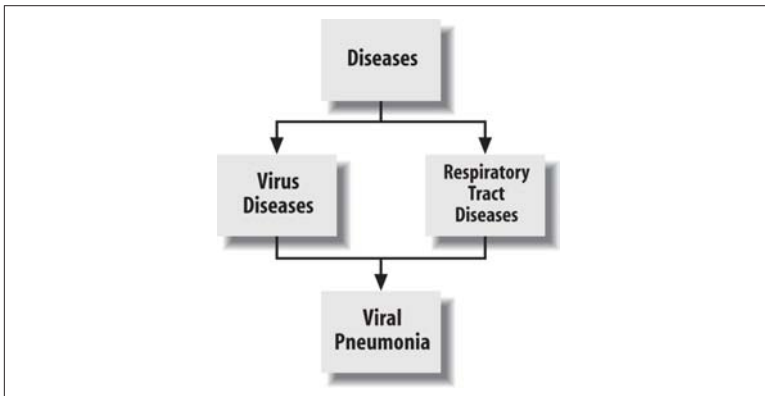 Diseases
Virus
Diseases
Respiratory
Tract
Diseases
Viral
Pneumonia